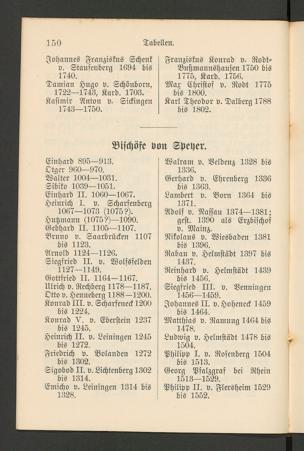 150
Tabellen.
Johannes Franziskus Schenk
v. Staufenberg 1694 bis
1740.
Damian Hugo v. Schönborn,
1722—1743, Kard. 1703.
Kasimir Anton v. Sickingen
1743—1750.
Franziskus Konrad v. Rodt-
Bußmannshausen 1750 bis
1775, Kard. 1756.
Max Christof v. Rodt 1775
bis 1800.
Karl Theodor v. Dalberg 1788
bis 1802.
Bischöfe von Speyer.
Einhard 895—913.
Otger 960—970.
Walter 1004—1031.
Sibiko 1039—1051.
Einhard II. 1060—1067.
Heinrich I. v. Scharfenberg
1067—1073 (1075?).
Hutzmann (1075?)—1090.
Gebhard II. 1105—1107.
Bruno v. Saarbrücken 1107
bis 1123.
Arnold 1124—1126.
Siegfried II. v. Wolfsfelden
1127—1149.
Gottfried II. 1164—1167.
Ulrich v. Rechberg 1178—1187.
Otto v. Henneberg 1188—1200.
Konrad III. v. Scharfeneck 1200
bis 1224.
Konrad V. v. Eberstein 1237
bis 1245.
Heinrich II. v. Leiningen 1245
bis 1272.
Friedrich v. Bolanden 1272
bis 1302.
Sigobod II. v. Lichtenberg 1302
bis 1314.
Emicho v. Leiningen 1314 bis
1328.
Walram v. Veldenz 1328 bis
1336.
Gerhard v. Ehrenberg 1336
bis 1363.
Lambert v. Born 1364 bis
1371.
Adolf v. Nassau 1374—1381;
gest. 1390 als Erzbischof
v. Mainz.
Nikolaus v. Wiesbaden 1381
bis 1396.
Raban v. Helmstädt 1397 bis
1437.
Reinhard v. Helmstädt 1439
bis 1456.
Siegfried III. v. Venningen
1456—1459.
Johannes II. v. Hoheneck 1459
bis 1464.
Matthias v. Ramung 1464 bis
1478.
Ludwig v. Helmstädt 1478 bis
1504.
Philipp I. v. Rosenberg 1504
bis 1513.
Georg Pfalzgraf bei Rhein
1513—1529.
Philipp II. v. Flersheim 1529
bis 1552.